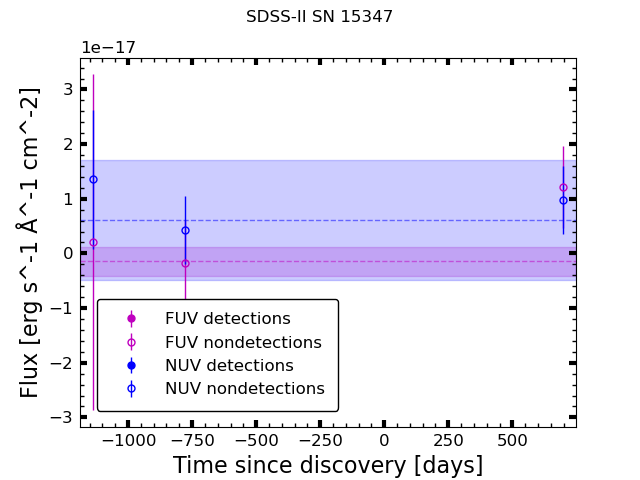 SDSS-II SN 15347
1e−17
3
2
1
0
−1
−2
−3
Flux [erg s^-1 Å^-1 cm^-2]
FUV detections
FUV nondetections
NUV detections
NUV nondetections
−1000 −750 −500 −250 0 250 500
Time since discovery [days]